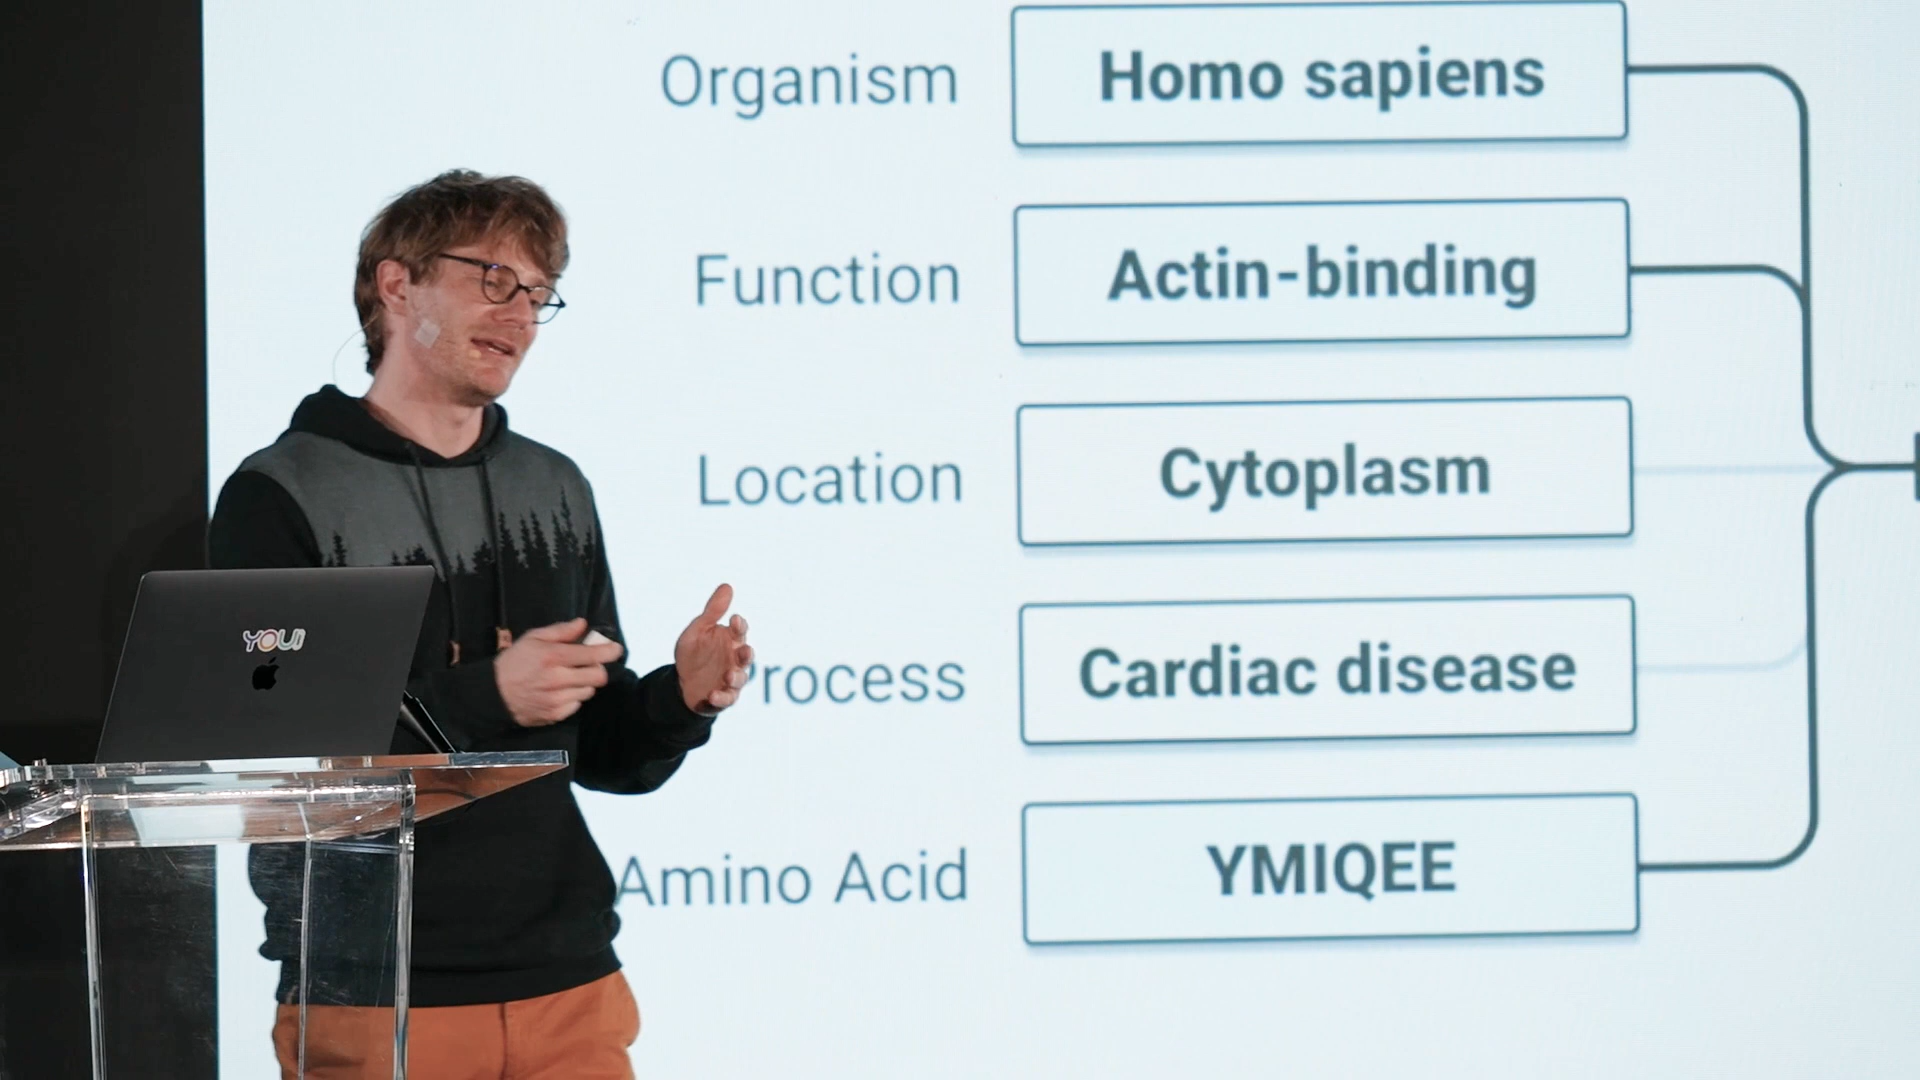 Organism Homo sapiens
Function Actin-binding
Location Cytoplasm
Process Cardiac disease
Amino Acid YMIQEE
YOU!